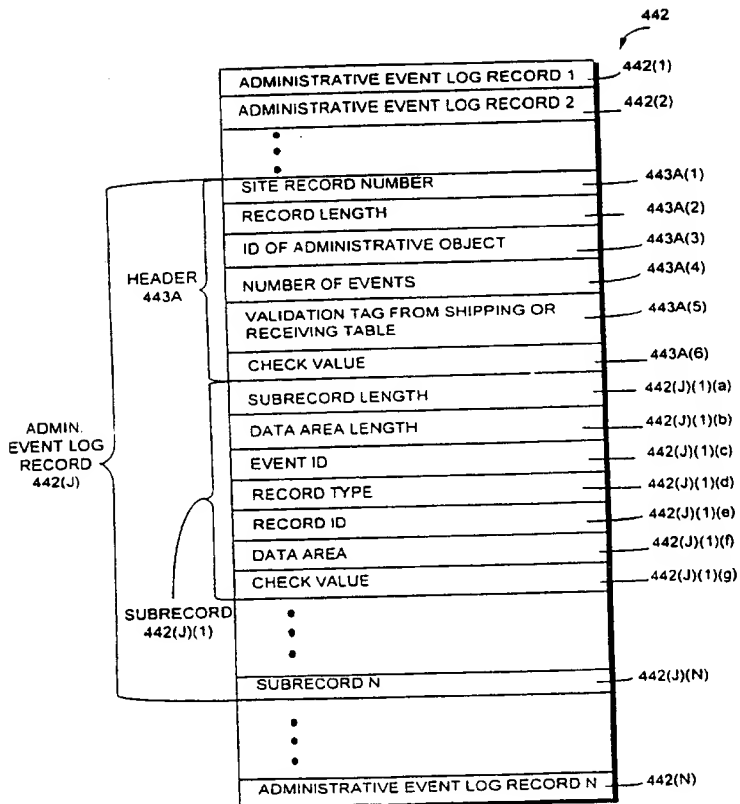 442
ADMINISTRATIVE EVENT LOG RECORD 1 442(1)
ADMINISTRATIVE EVENT LOG RECORD 2 442(2)
SITE RECORD NUMBER 443A(1)
RECORD LENGTH 443A(2)
ID OF ADMINISTRATIVE OBJECT 443A(3)
HEADER
443A
NUMBER OF EVENTS 443A(4)
VALIDATION TAG FROM SHIPPING OR
RECEIVING TABLE 443A(5)
CHECK VALUE 443A(6)
SUBRECORD LENGTH 442(J)(1)(a)
DATA AREA LENGTH 442(J)(1)(b)
ADMIN.
EVENT LOG
RECORD
442(J)
EVENT ID 442(J)(1)(c)
RECORD TYPE 442(J)(1)(d)
RECORD ID 442(J)(1)(e)
DATA AREA 442(J)(1)(f)
CHECK VALUE 442(J)(1)(g)
SUBRECORD
442(J)(1)
SUBRECORD N 442(J)(N)
ADMINISTRATIVE EVENT LOG RECORD N 442(N)